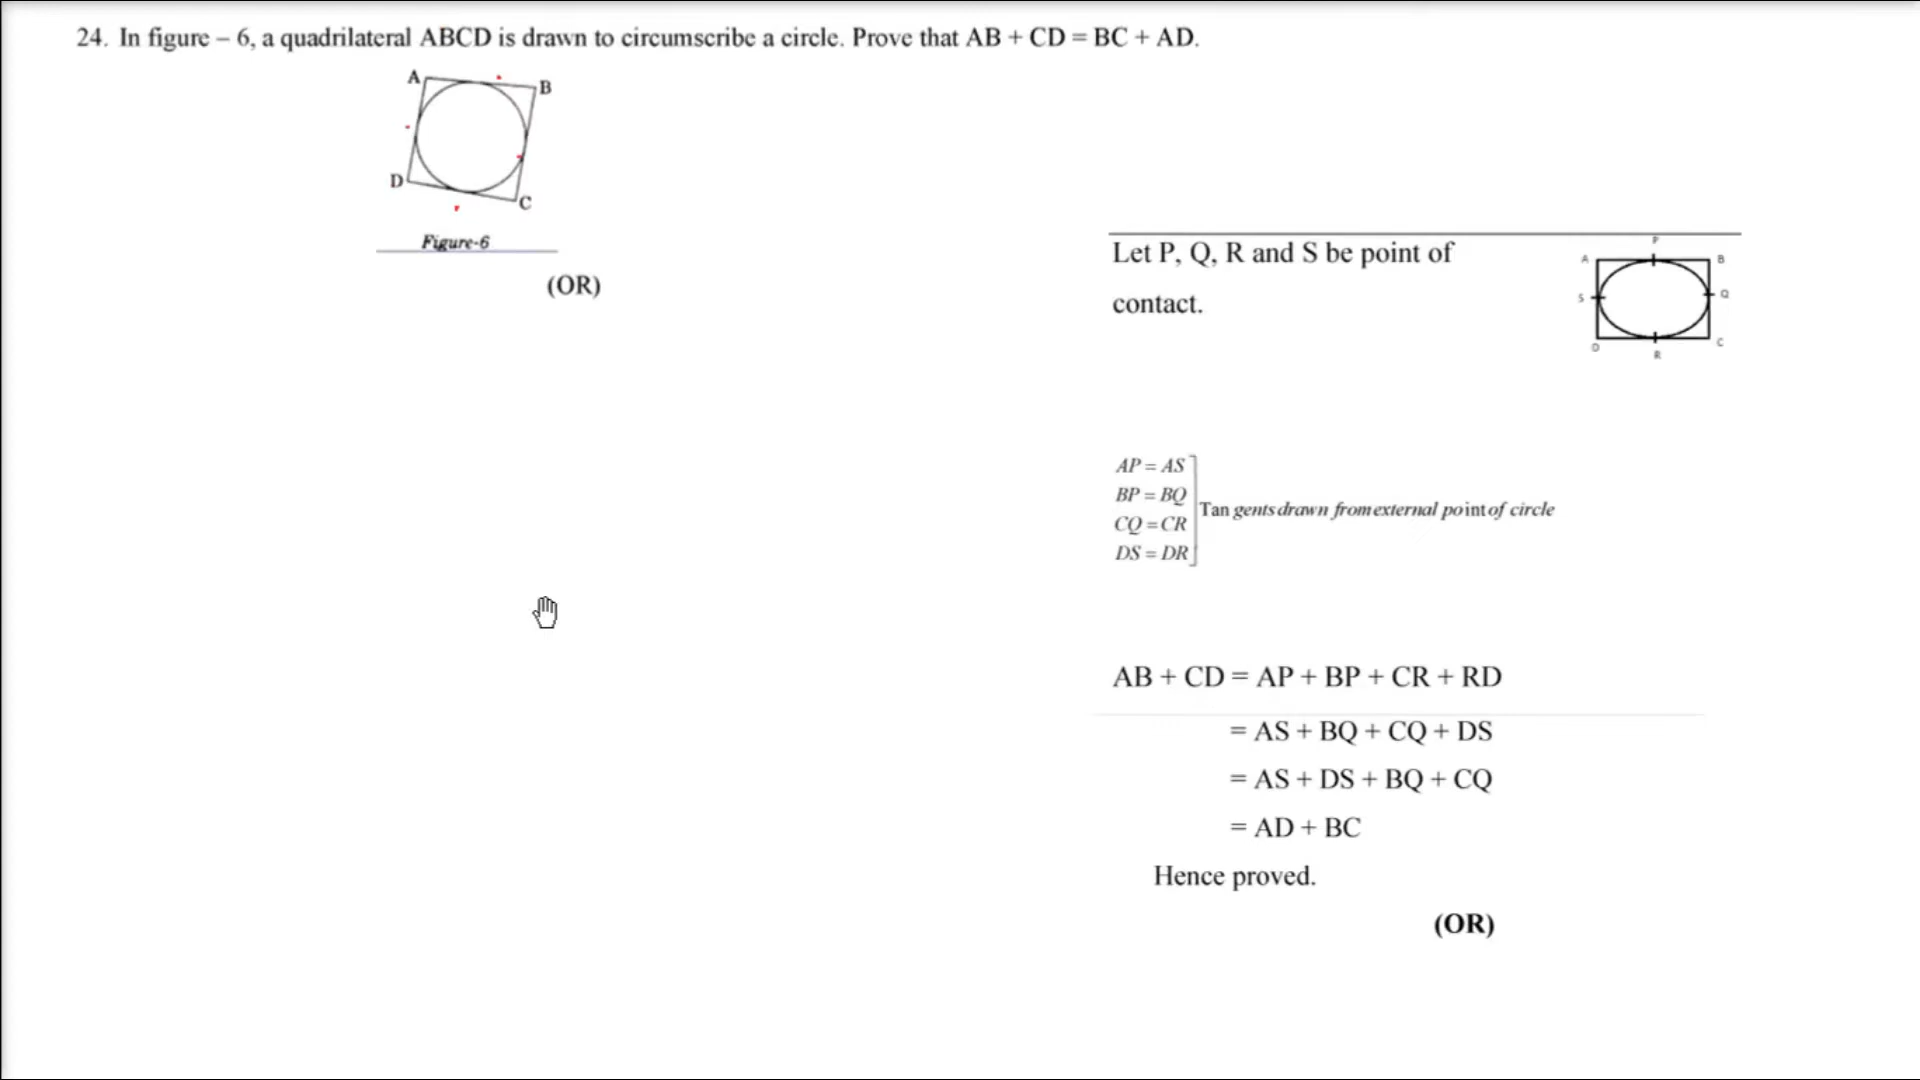 24. In figure – 6, a quadrilateral ABCD is drawn to circumscribe a circle. Prove that AB + CD = BC + AD.
A
B
D
C
Figure-6
(OR)
Let P, Q, R and S be point of
contact.
P
A
B
S
Q
D
C
R
AP = AS
BP = BQ
CQ = CR
DS = DR
Tan gents drawn from external point of circle
AB + CD = AP + BP + CR + RD
= AS + BQ + CQ + DS
= AS + DS + BQ + CQ
= AD + BC
Hence proved.
(OR)